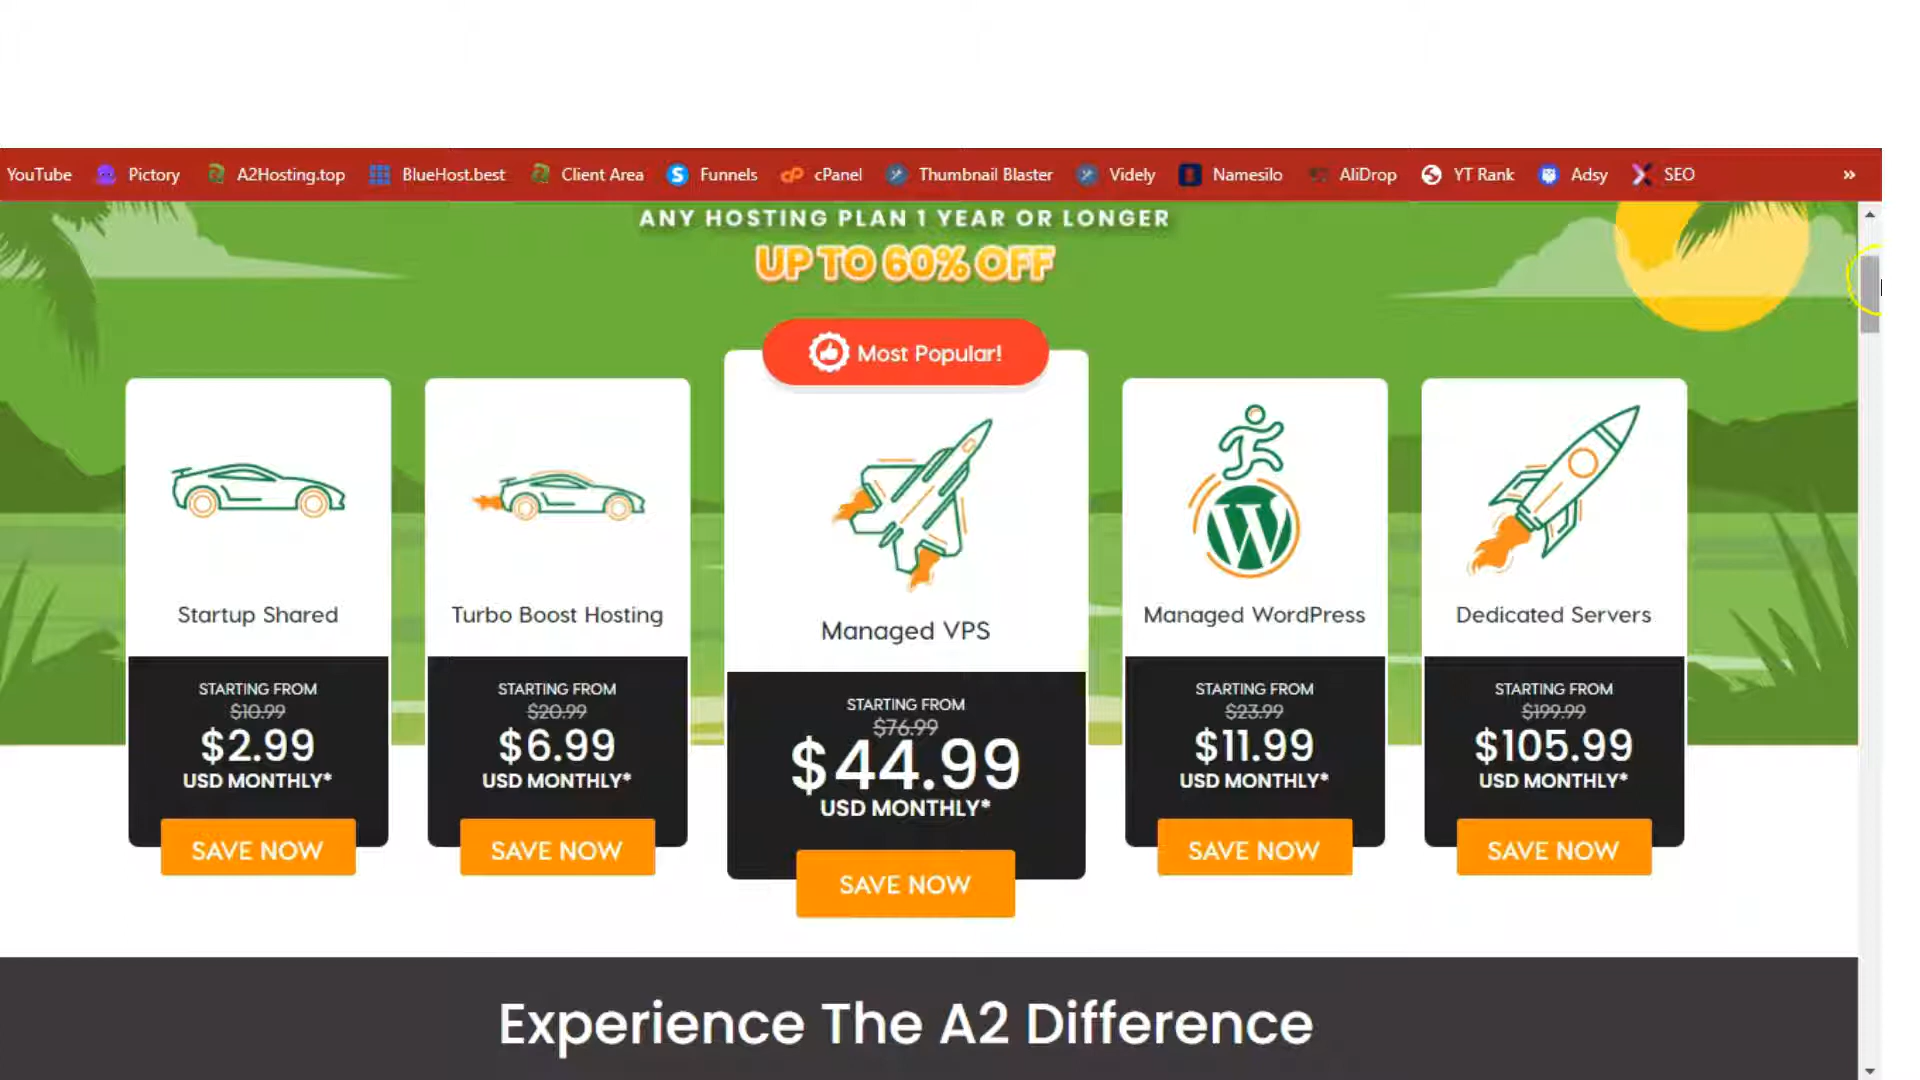 YouTube Pictory A2Hosting.top BlueHost.best Client Area Funnels cPanel Thumbnail Blaster Videly Namesilo AliDrop YT Rank Adsy SEO »
ANY HOSTING PLAN 1 YEAR OR LONGER
UP TO 60% OFF
Most Popular!
Startup Shared
STARTING FROM
$10.99
$2.99
USD MONTHLY*
SAVE NOW
Turbo Boost Hosting
STARTING FROM
$20.99
$6.99
USD MONTHLY*
SAVE NOW
Managed VPS
STARTING FROM
$76.99
$44.99
USD MONTHLY*
SAVE NOW
Managed WordPress
STARTING FROM
$23.99
$11.99
USD MONTHLY*
SAVE NOW
Dedicated Servers
STARTING FROM
$199.99
$105.99
USD MONTHLY*
SAVE NOW
Experience The A2 Difference